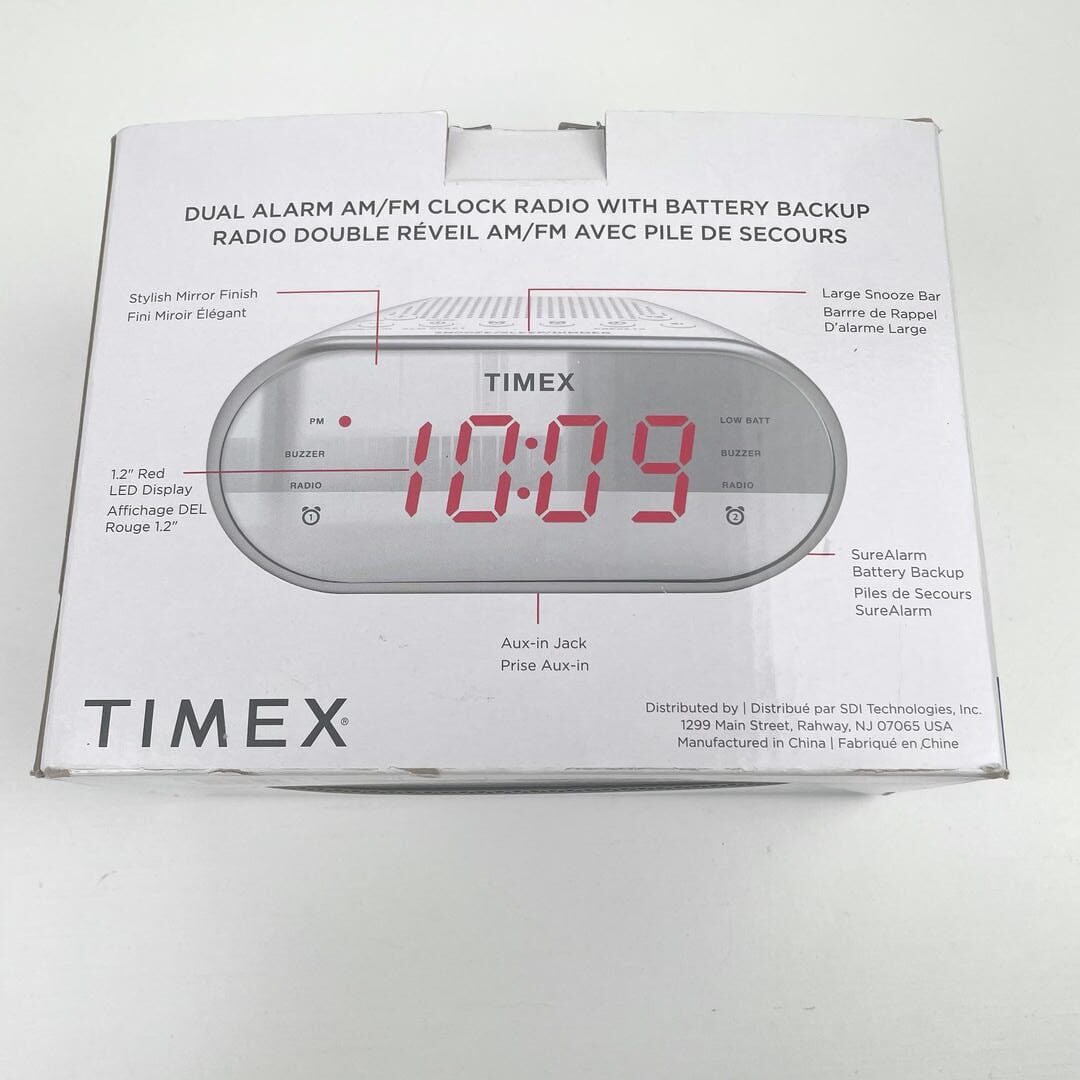 DUAL ALARM AM/FM CLOCK RADIO WITH BATTERY BACKUP
RADIO DOUBLE RÉVEIL AM/FM AVEC PILE DE SECOURS
Stylish Mirror Finish
Fini Miroir Élégant
Large Snooze Bar
Barrre de Rappel
D'alarme Large
SNOOZE/SLEEP/DIMMER
TIMEX
PM
10:09
LOW BATT
BUZZER
BUZZER
RADIO
RADIO
1
2
1.2" Red
LED Display
Affichage DEL
Rouge 1.2"
SureAlarm
Battery Backup
Piles de Secours
SureAlarm
Aux-in Jack
Prise Aux-in
TIMEX®
Distributed by | Distribué par SDI Technologies, Inc.
1299 Main Street, Rahway, NJ 07065 USA
Manufactured in China | Fabriqué en Chine